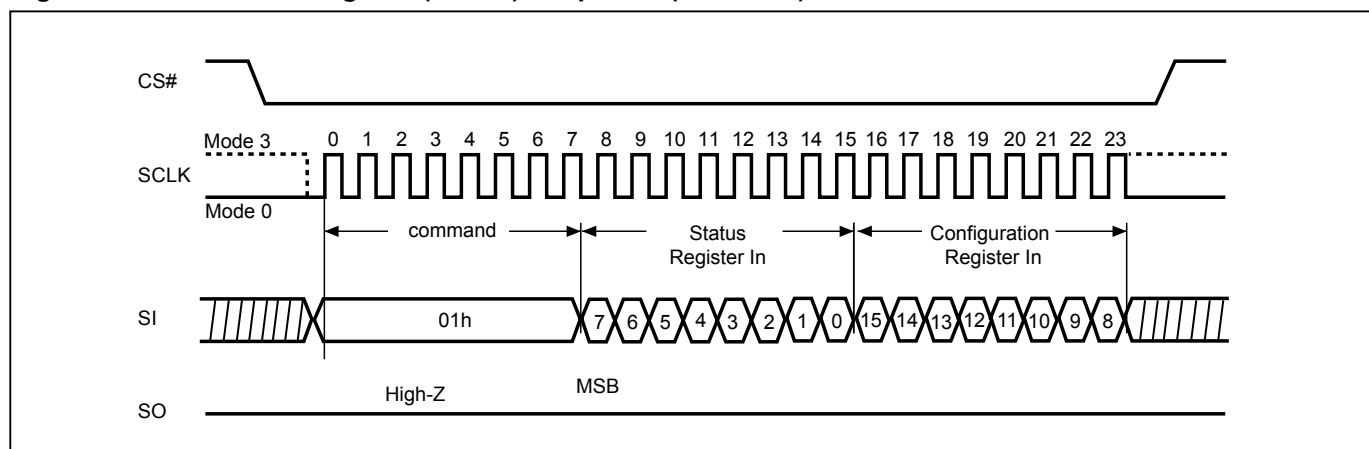 CS#
Mode 3
0 1 2 3 4 5 6 7 8 9 10 11 12 13 14 15 16 17 18 19 20 21 22 23
SCLK
Mode 0
command
Status
Register In
Configuration
Register In
SI
01h
7 6 5 4 3 2 1 0 15 14 13 12 11 10 9 8
High-Z
MSB
SO